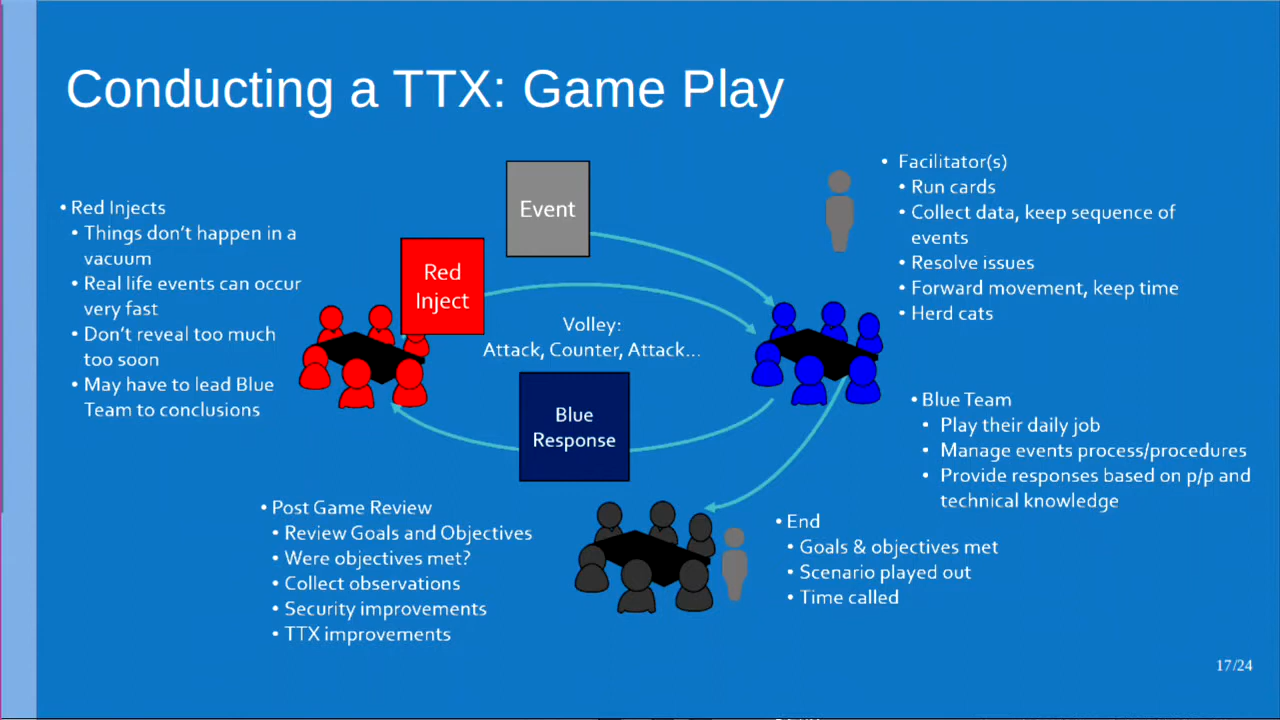 Conducting a TTX: Game Play
Event
• Facilitator(s)
• Run cards
• Collect data, keep sequence of
events
• Resolve issues
• Forward movement, keep time
• Herd cats
• Red Injects
• Things don't happen in a
vacuum
• Real life events can occur
very fast
• Don't reveal too much
too soon
• May have to lead Blue
Team to conclusions
Red
Inject
Volley:
Attack, Counter, Attack...
Blue
Response
• Blue Team
• Play their daily job
• Manage events process/procedures
• Provide responses based on p/p and
technical knowledge
• Post Game Review
• Review Goals and Objectives
• Were objectives met?
• Collect observations
• Security improvements
• TTX improvements
• End
• Goals & objectives met
• Scenario played out
• Time called
17/24